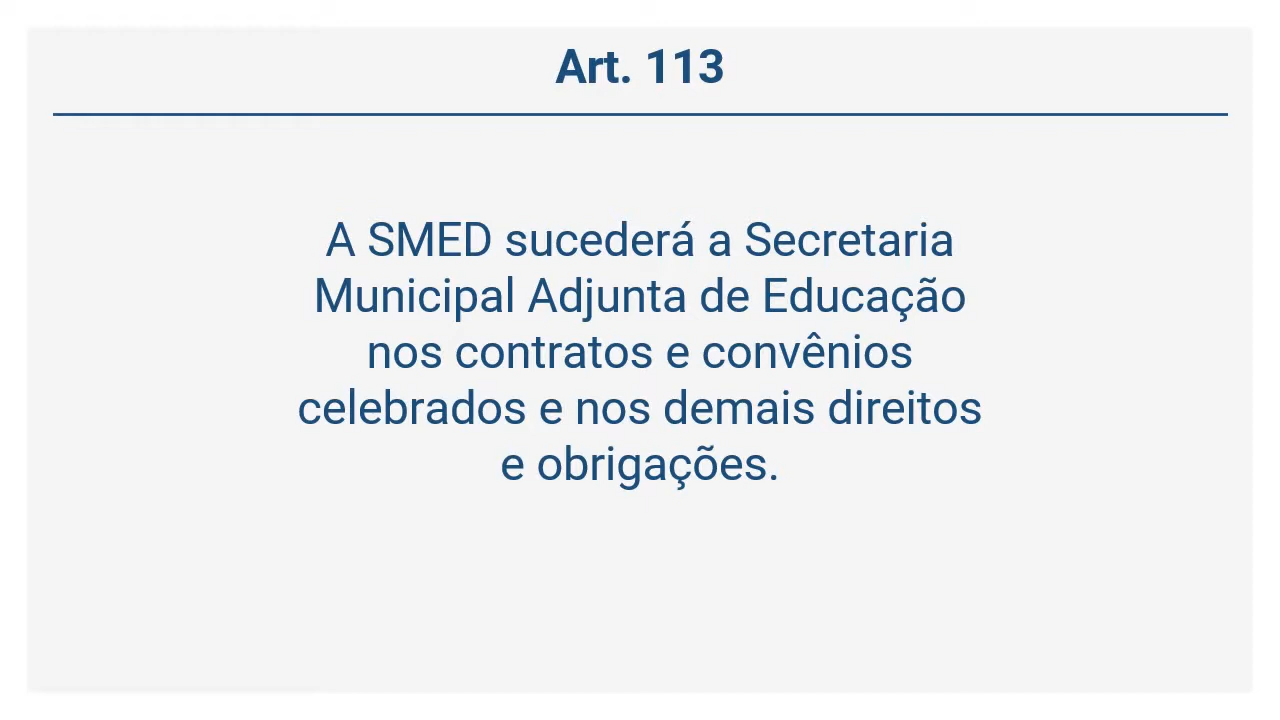 Art. 113
A SMED sucederá a Secretaria
Municipal Adjunta de Educação
nos contratos e convênios
celebrados e nos demais direitos
e obrigações.